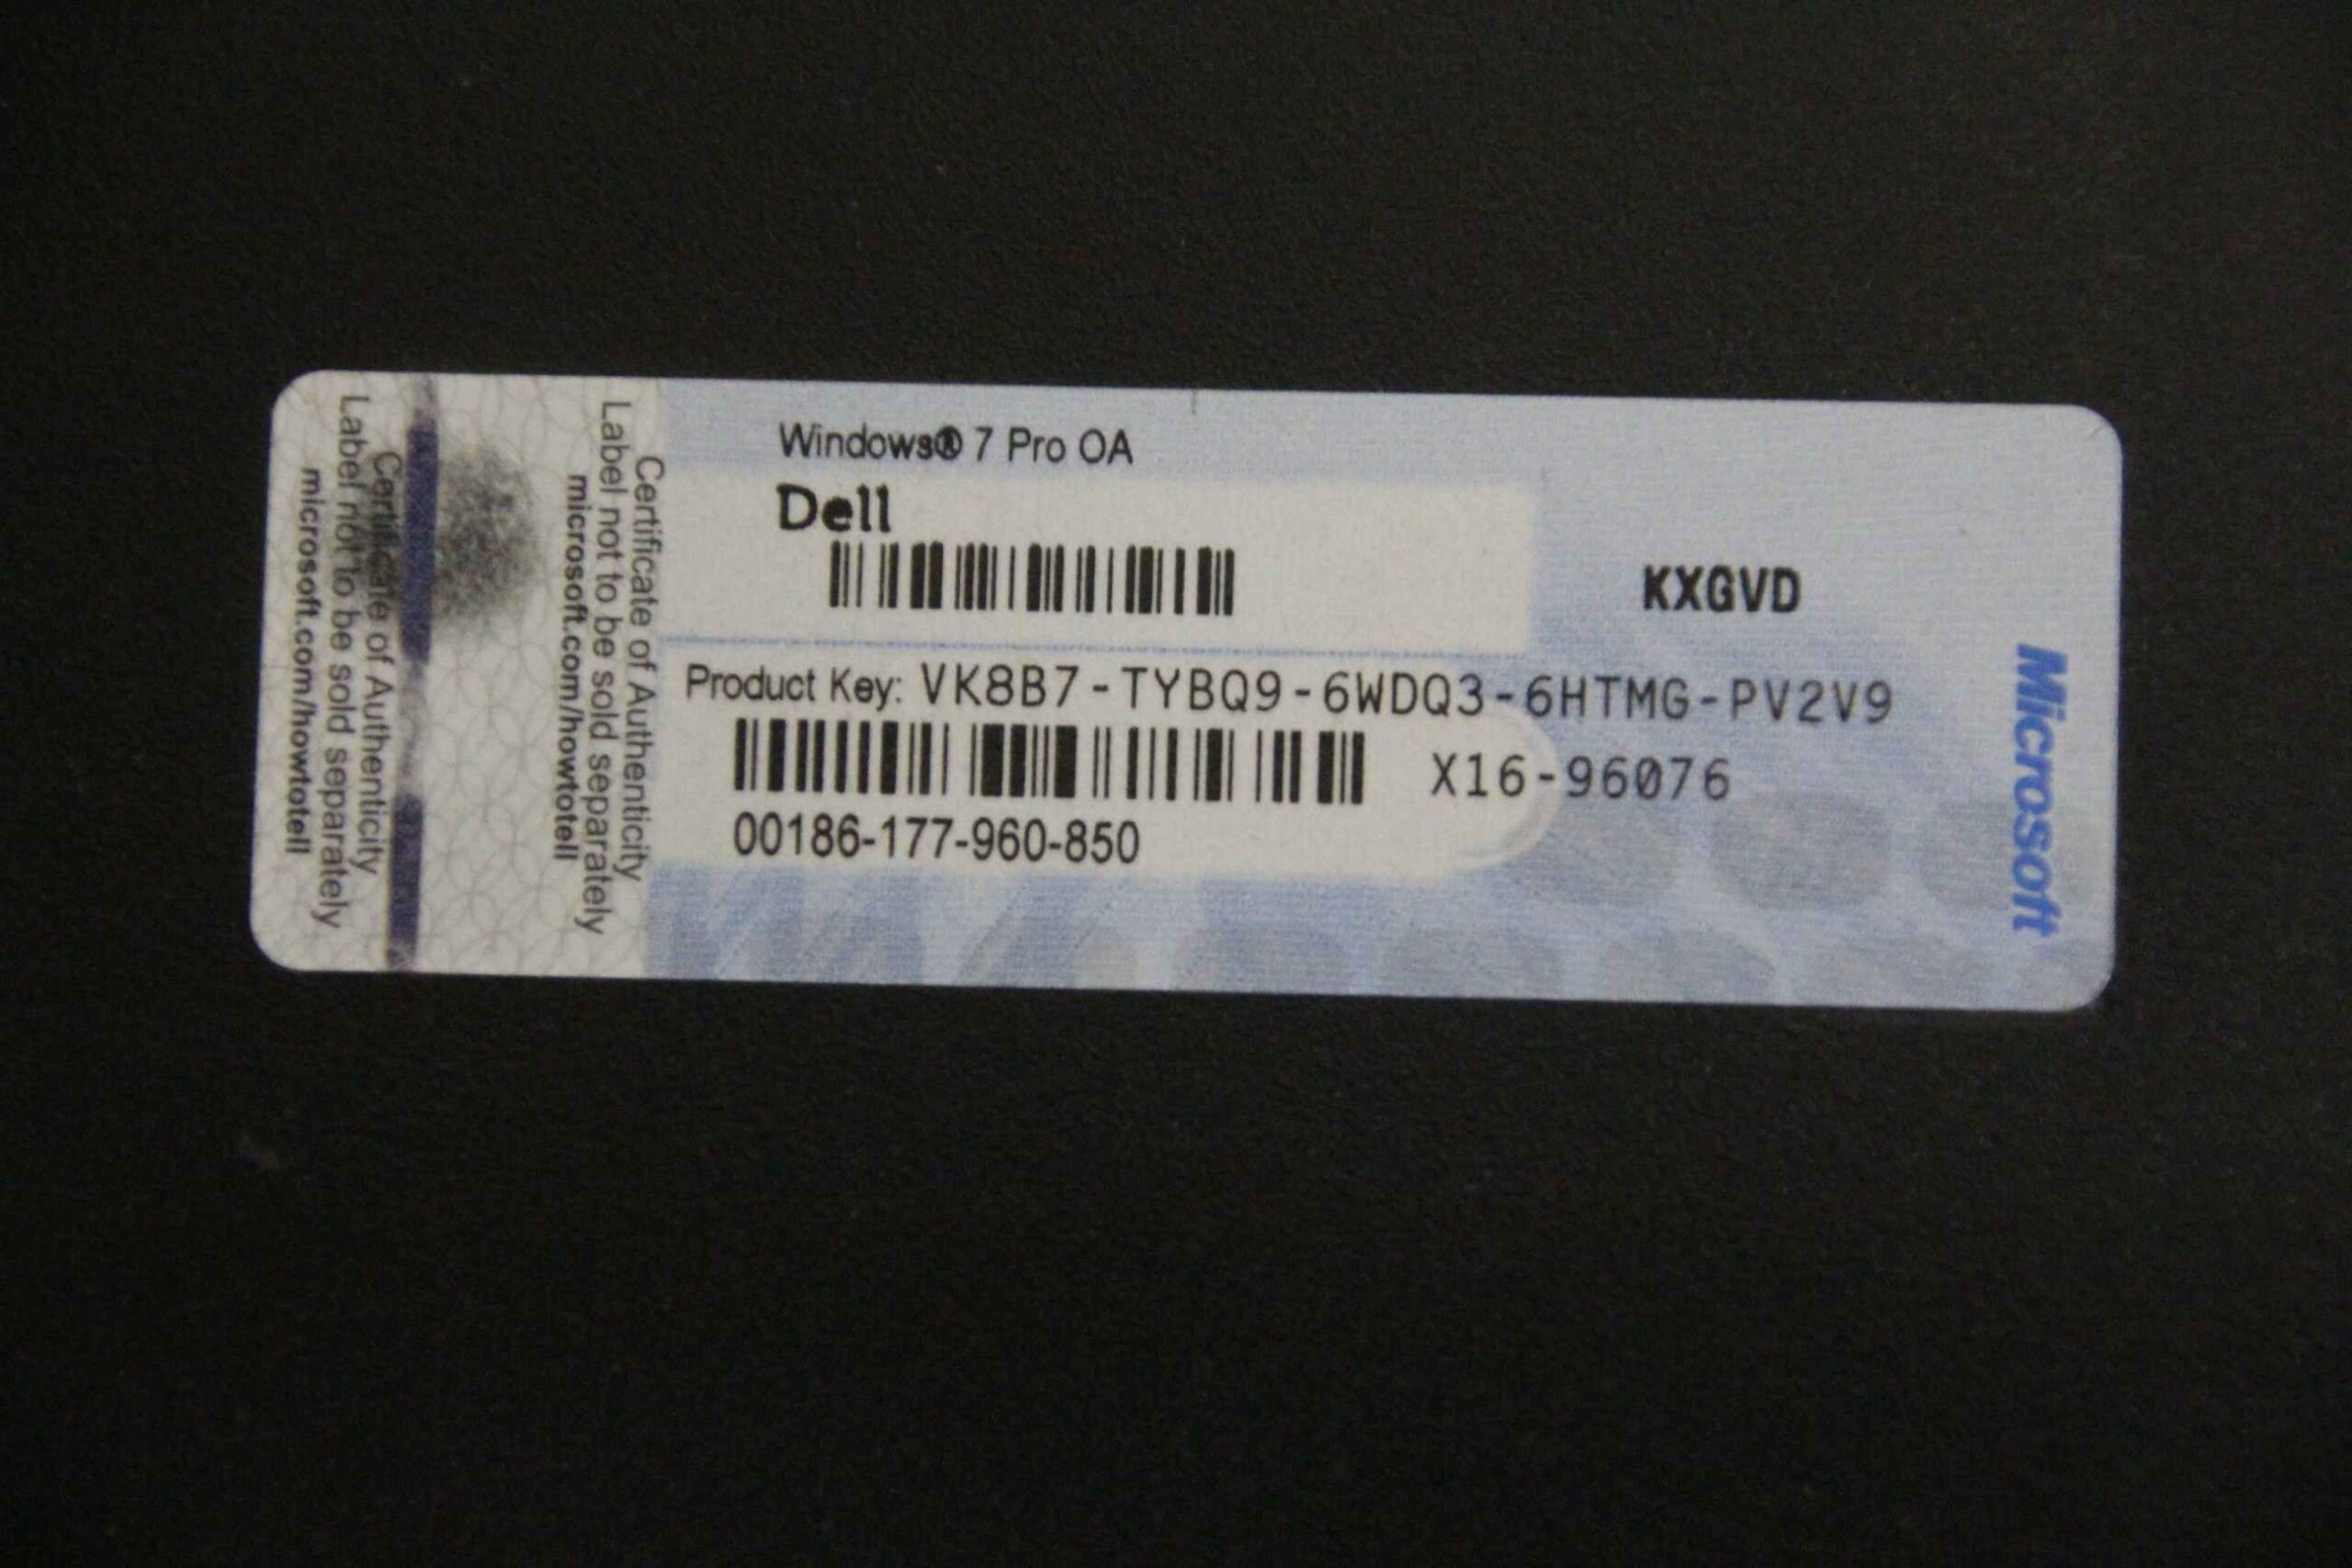 Windows® 7 Pro OA
Dell
KXGVD
Product Key: VK8B7-TYBQ9-6WDQ3-6HTMG-PV2V9
X16-96076
00186-177-960-850
Microsoft
Certificate of Authenticity
Label not to be sold separately
microsoft.com/howtotell
Certificate of Authenticity
Label not to be sold separately
microsoft.com/howtotell